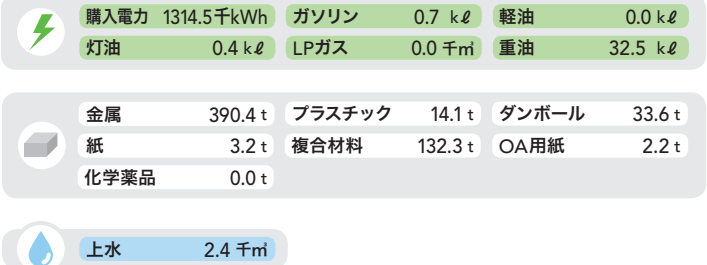 購入電力 1314.5千kWh ガソリン 0.7 kℓ 軽油 0.0 kℓ
灯油 0.4 kℓ LPガス 0.0 千㎥ 重油 32.5 kℓ
金属 390.4 t プラスチック 14.1 t ダンボール 33.6 t
紙 3.2 t 複合材料 132.3 t OA用紙 2.2 t
化学薬品 0.0 t
上水 2.4 千㎥